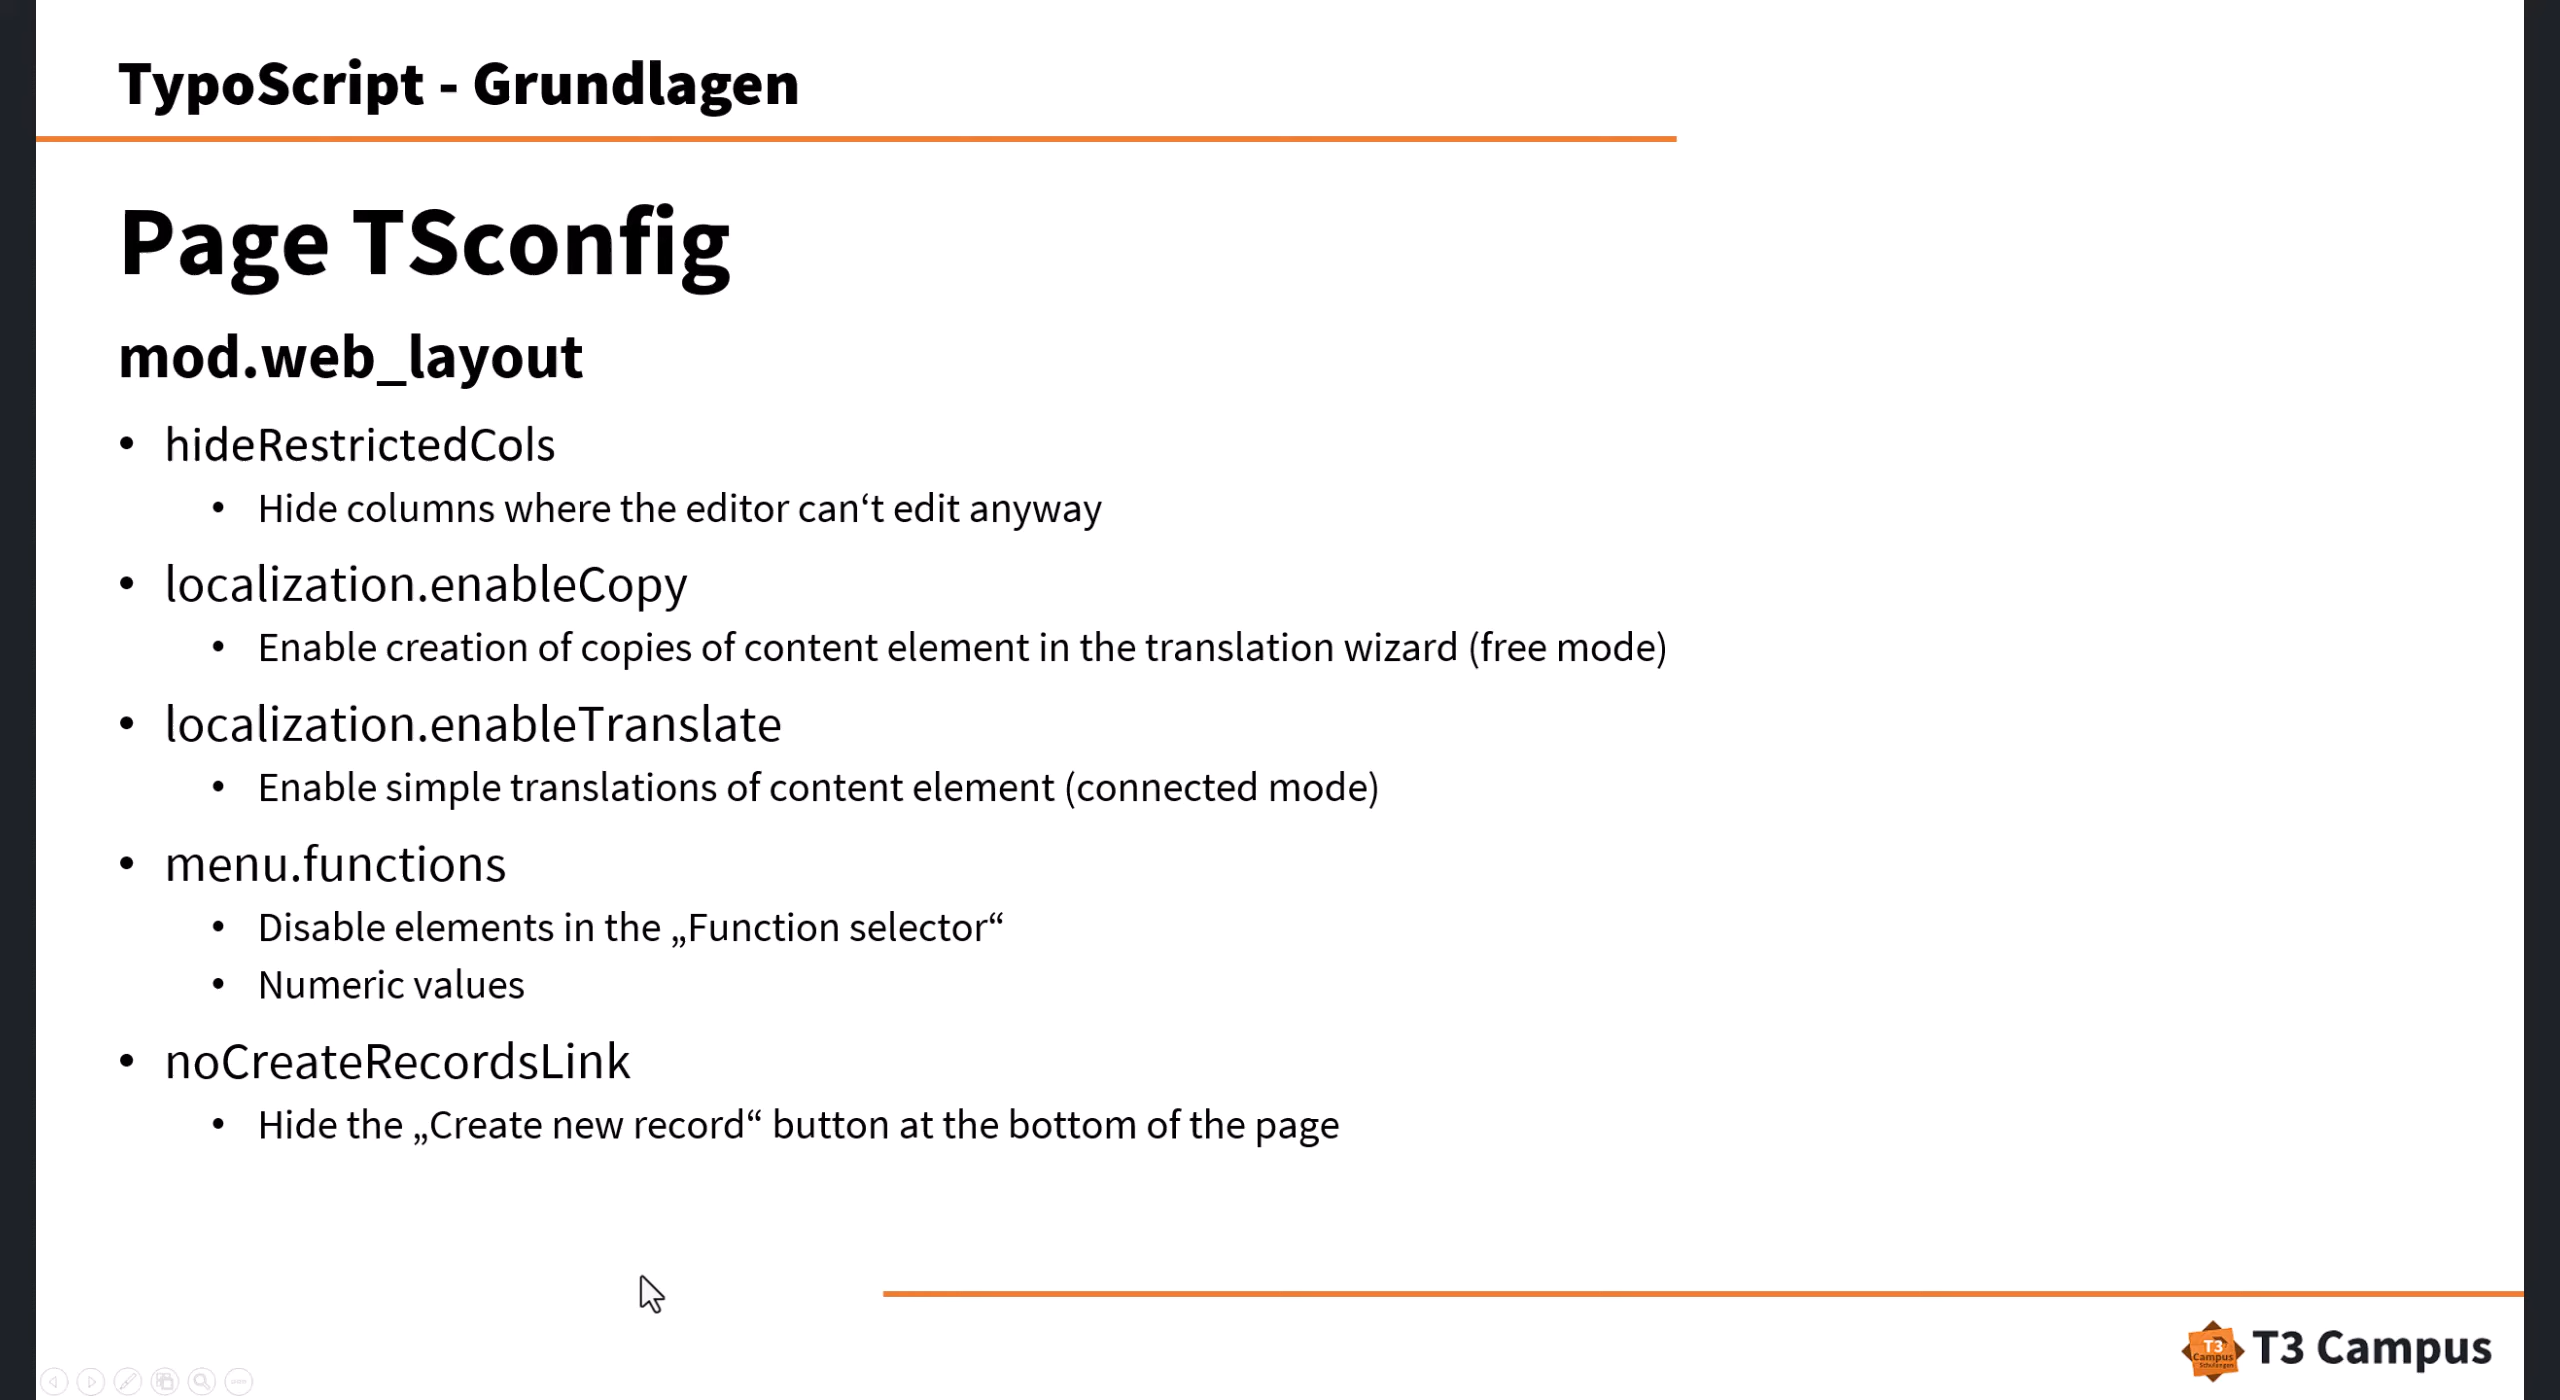 TypoScript - Grundlagen
Page TSconfig
mod.web_layout
• hideRestrictedCols
• Hide columns where the editor can‘t edit anyway
• localization.enableCopy
• Enable creation of copies of content element in the translation wizard (free mode)
• localization.enableTranslate
• Enable simple translations of content element (connected mode)
• menu.functions
• Disable elements in the „Function selector“
• Numeric values
• noCreateRecordsLink
• Hide the „Create new record“ button at the bottom of the page
T3
Campus
Schulungen
T3 Campus